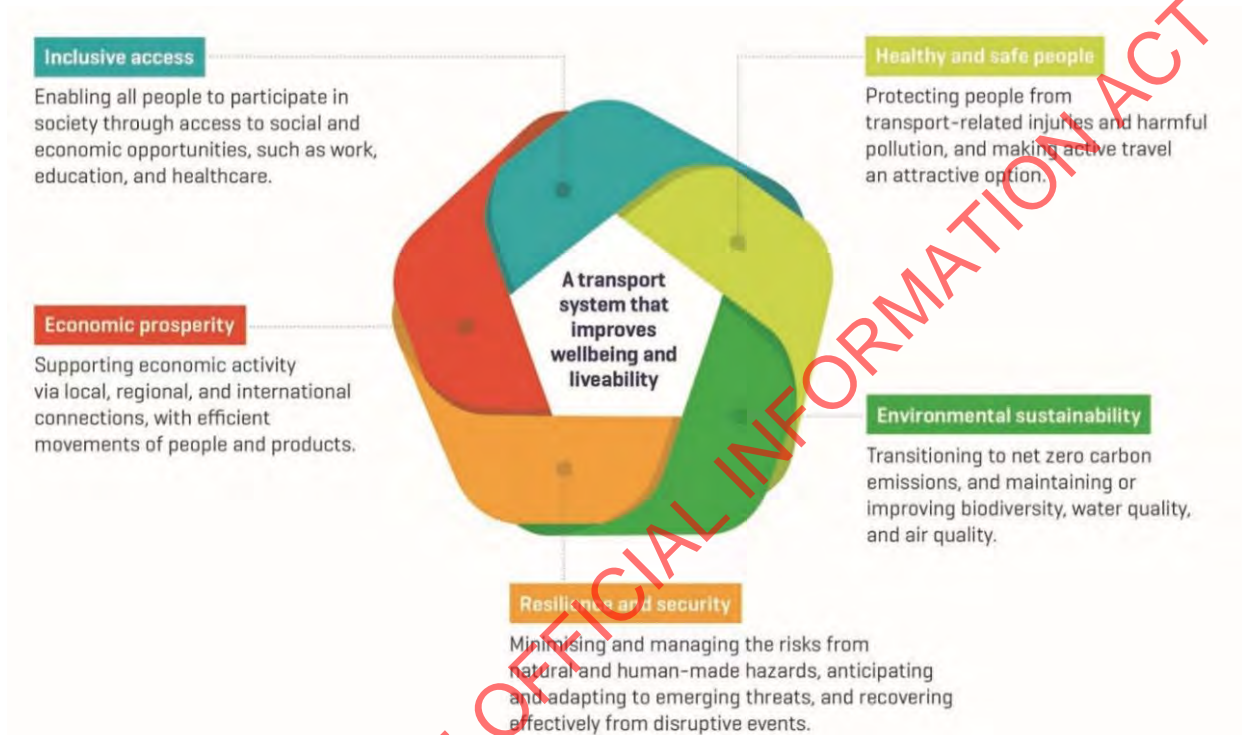 Inclusive access
Enabling all people to participate in
society through access to social and
economic opportunities, such as work,
education, and healthcare.
Healthy and safe people
Protecting people from
transport-related injuries and harmful
pollution, and making active travel
an attractive option.
A transport
system that
improves
wellbeing and
liveability
Economic prosperity
Supporting economic activity
via local, regional, and international
connections, with efficient
movements of people and products.
Environmental sustainability
Transitioning to net zero carbon
emissions, and maintaining or
improving biodiversity, water quality,
and air quality.
Resilience and security
Minimising and managing the risks from
natural and human-made hazards, anticipating
and adapting to emerging threats, and recovering
effectively from disruptive events.
OFFICIAL INFORMATION ACT